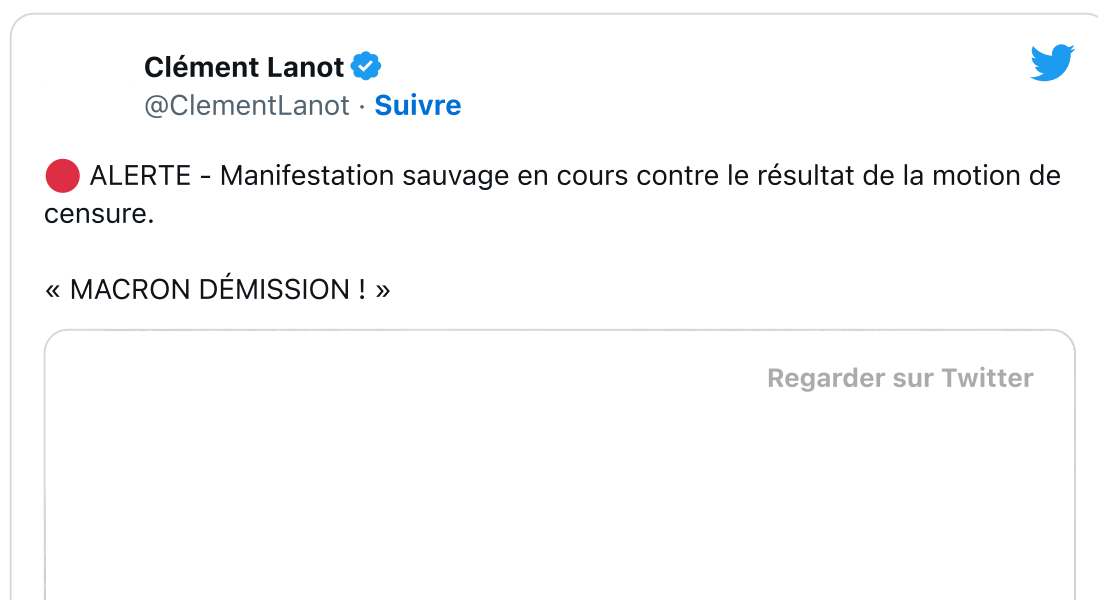 Clément Lanot
@ClementLanot · Suivre
🔴 ALERTE - Manifestation sauvage en cours contre le résultat de la motion de
censure.
« MACRON DÉMISSION ! »
Regarder sur Twitter